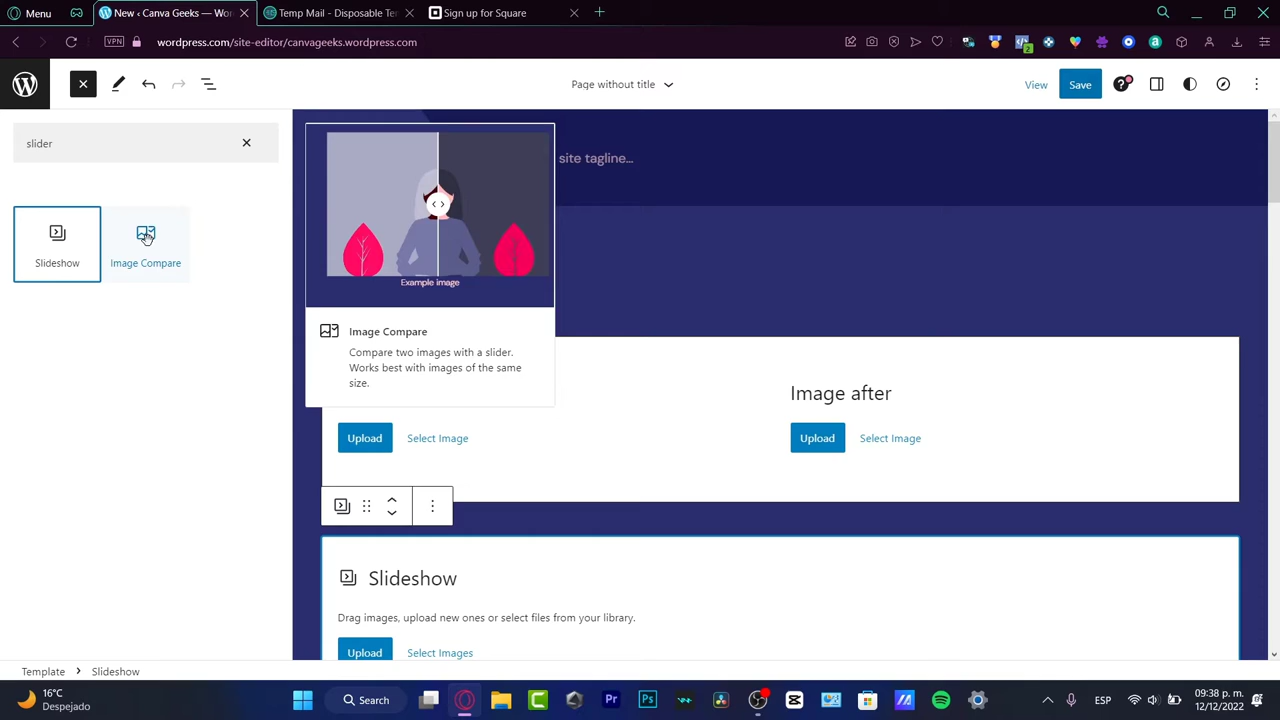 Menu
New ‹ Canva Geeks — Wor
Temp Mail - Disposable Te
Sign up for Square
VPN
wordpress.com/site-editor/canvageeks.wordpress.com
2
Page without title
View
Save
slider
site tagline...
Slideshow
Image Compare
Example image
Image Compare
Compare two images with a slider.
Works best with images of the same
size.
Image after
Upload
Select Image
Upload
Select Image
Slideshow
Drag images, upload new ones or select files from your library.
Upload
Select Images
Template
Slideshow
16°C
Despejado
Search
Pr
Ps
ESP
09:38 p. m.
12/12/2022